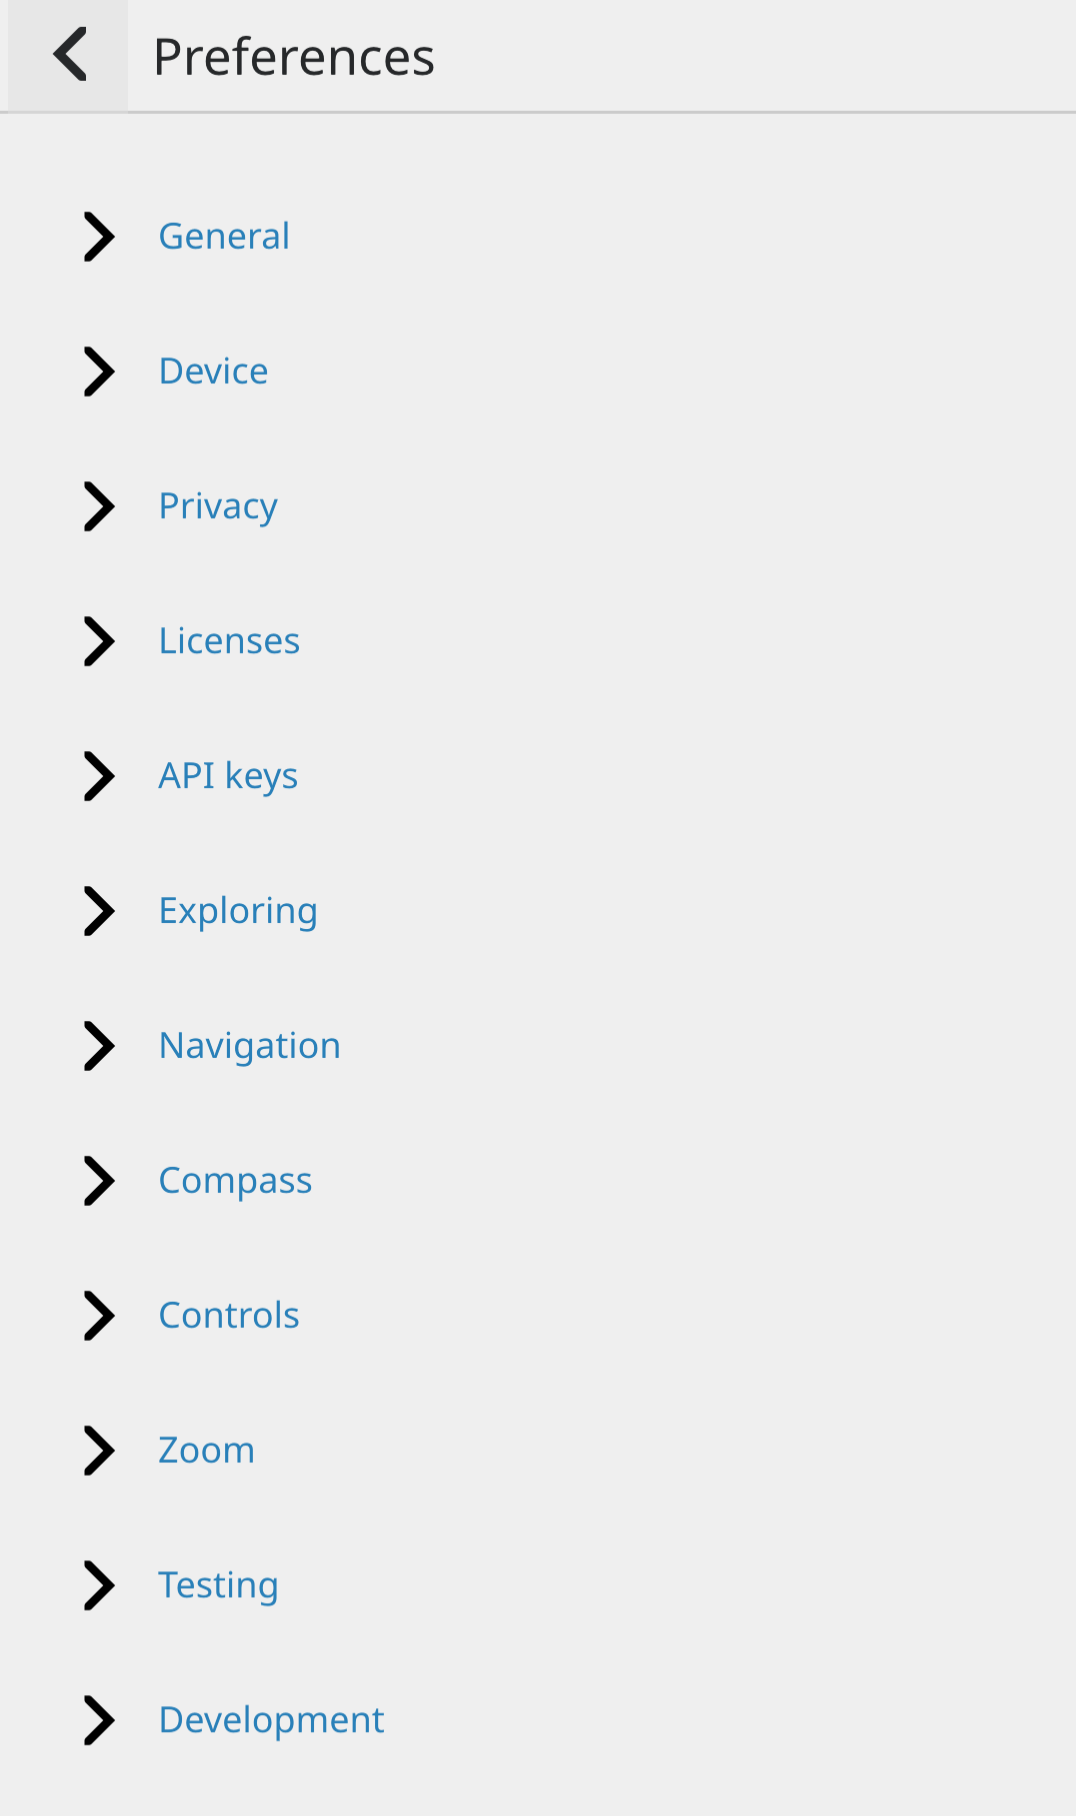 Preferences
General
Device
Privacy
Licenses
API keys
Exploring
Navigation
Compass
Controls
Zoom
Testing
Development